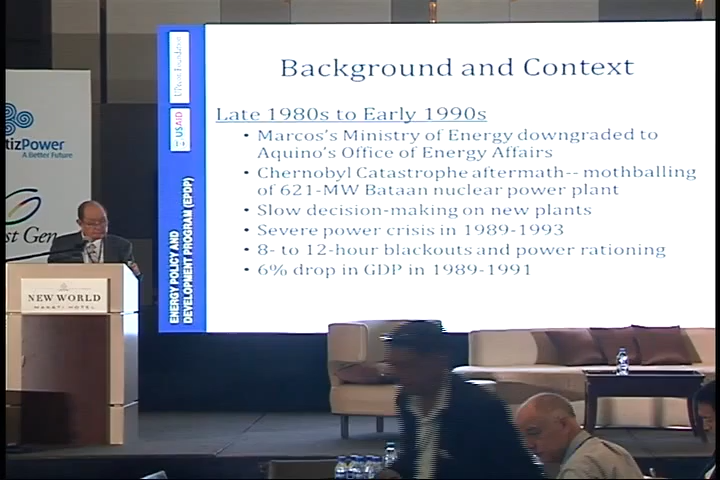 Background and Context
Late 1980s to Early 1990s
• Marcos's Ministry of Energy downgraded to
Aquino's Office of Energy Affairs
• Chernobyl Catastrophe aftermath-- mothballing
of 621-MW Bataan nuclear power plant
• Slow decision-making on new plants
• Severe power crisis in 1989-1993
• 8- to 12-hour blackouts and power rationing
• 6% drop in GDP in 1989-1991
USAID
ENERGY POLICY AND
DEVELOPMENT PROGRAM (EPDP)
tizPower
A Better Future
st Gen
NEW WORLD
MAKATI HOTEL